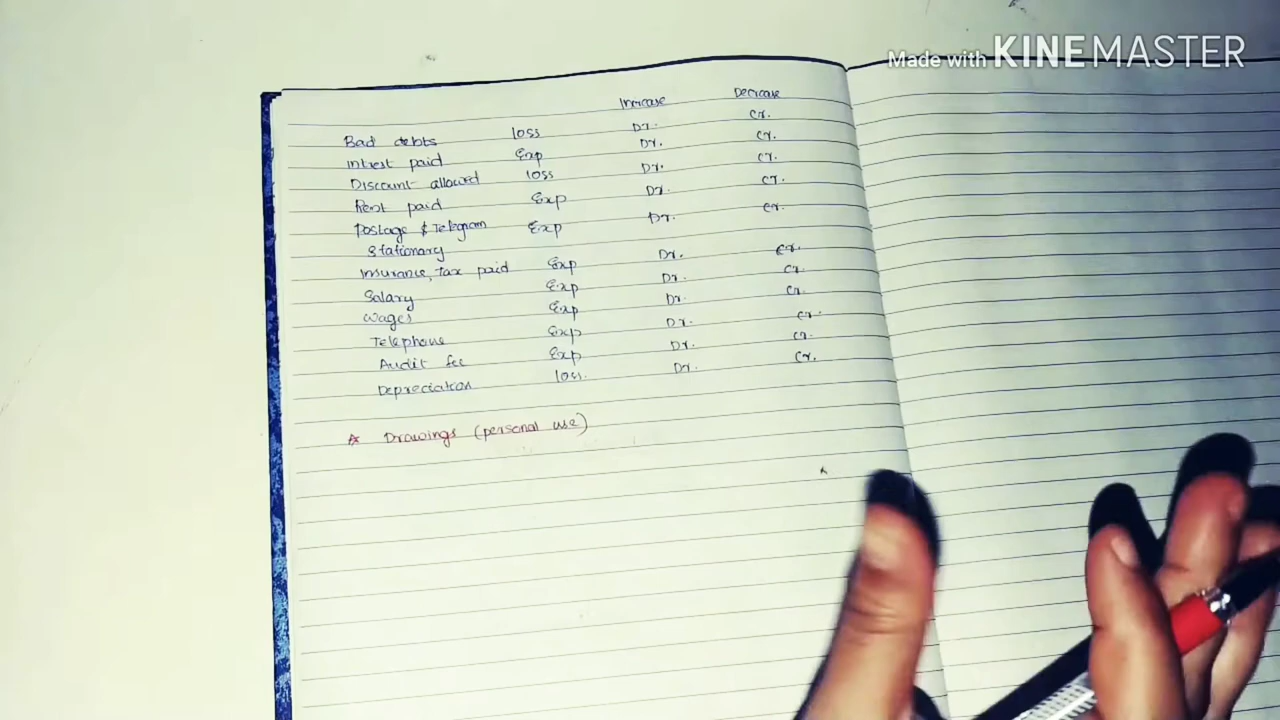 Made with KINEMASTER
Increase Decrease
Bad debts loss Dr. Cr.
Intrest paid Exp Dr. Cr.
Discount allowed loss Dr. Cr.
Rent paid Exp Dr. Cr.
Postage & Telegram Exp Dr. Cr.
Stationary
Insurance, tax paid Exp Dr. Cr.
Salary Exp Dr. Cr.
Wages Exp Dr. Cr.
Telephone Exp Dr. Cr.
Audit fee Exp Dr. Cr.
Depreciation loss. Dr. Cr.
* Drawings (personal use)